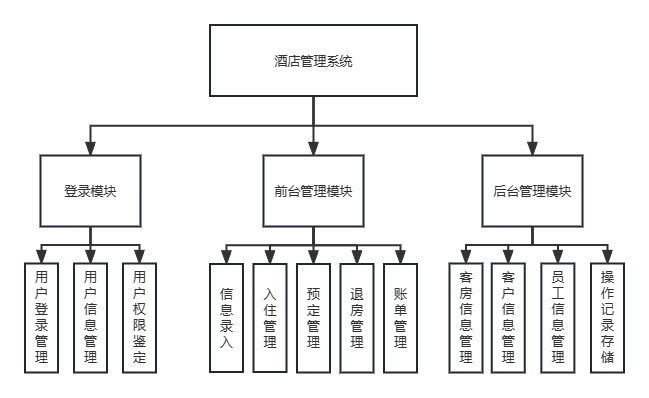 酒店管理系统
登录模块
前台管理模块
后台管理模块
用户登录管理
用户信息管理
用户权限鉴定
信息录入
入住管理
预定管理
退房管理
账单管理
客房信息管理
客户信息管理
员工信息管理
操作记录存储